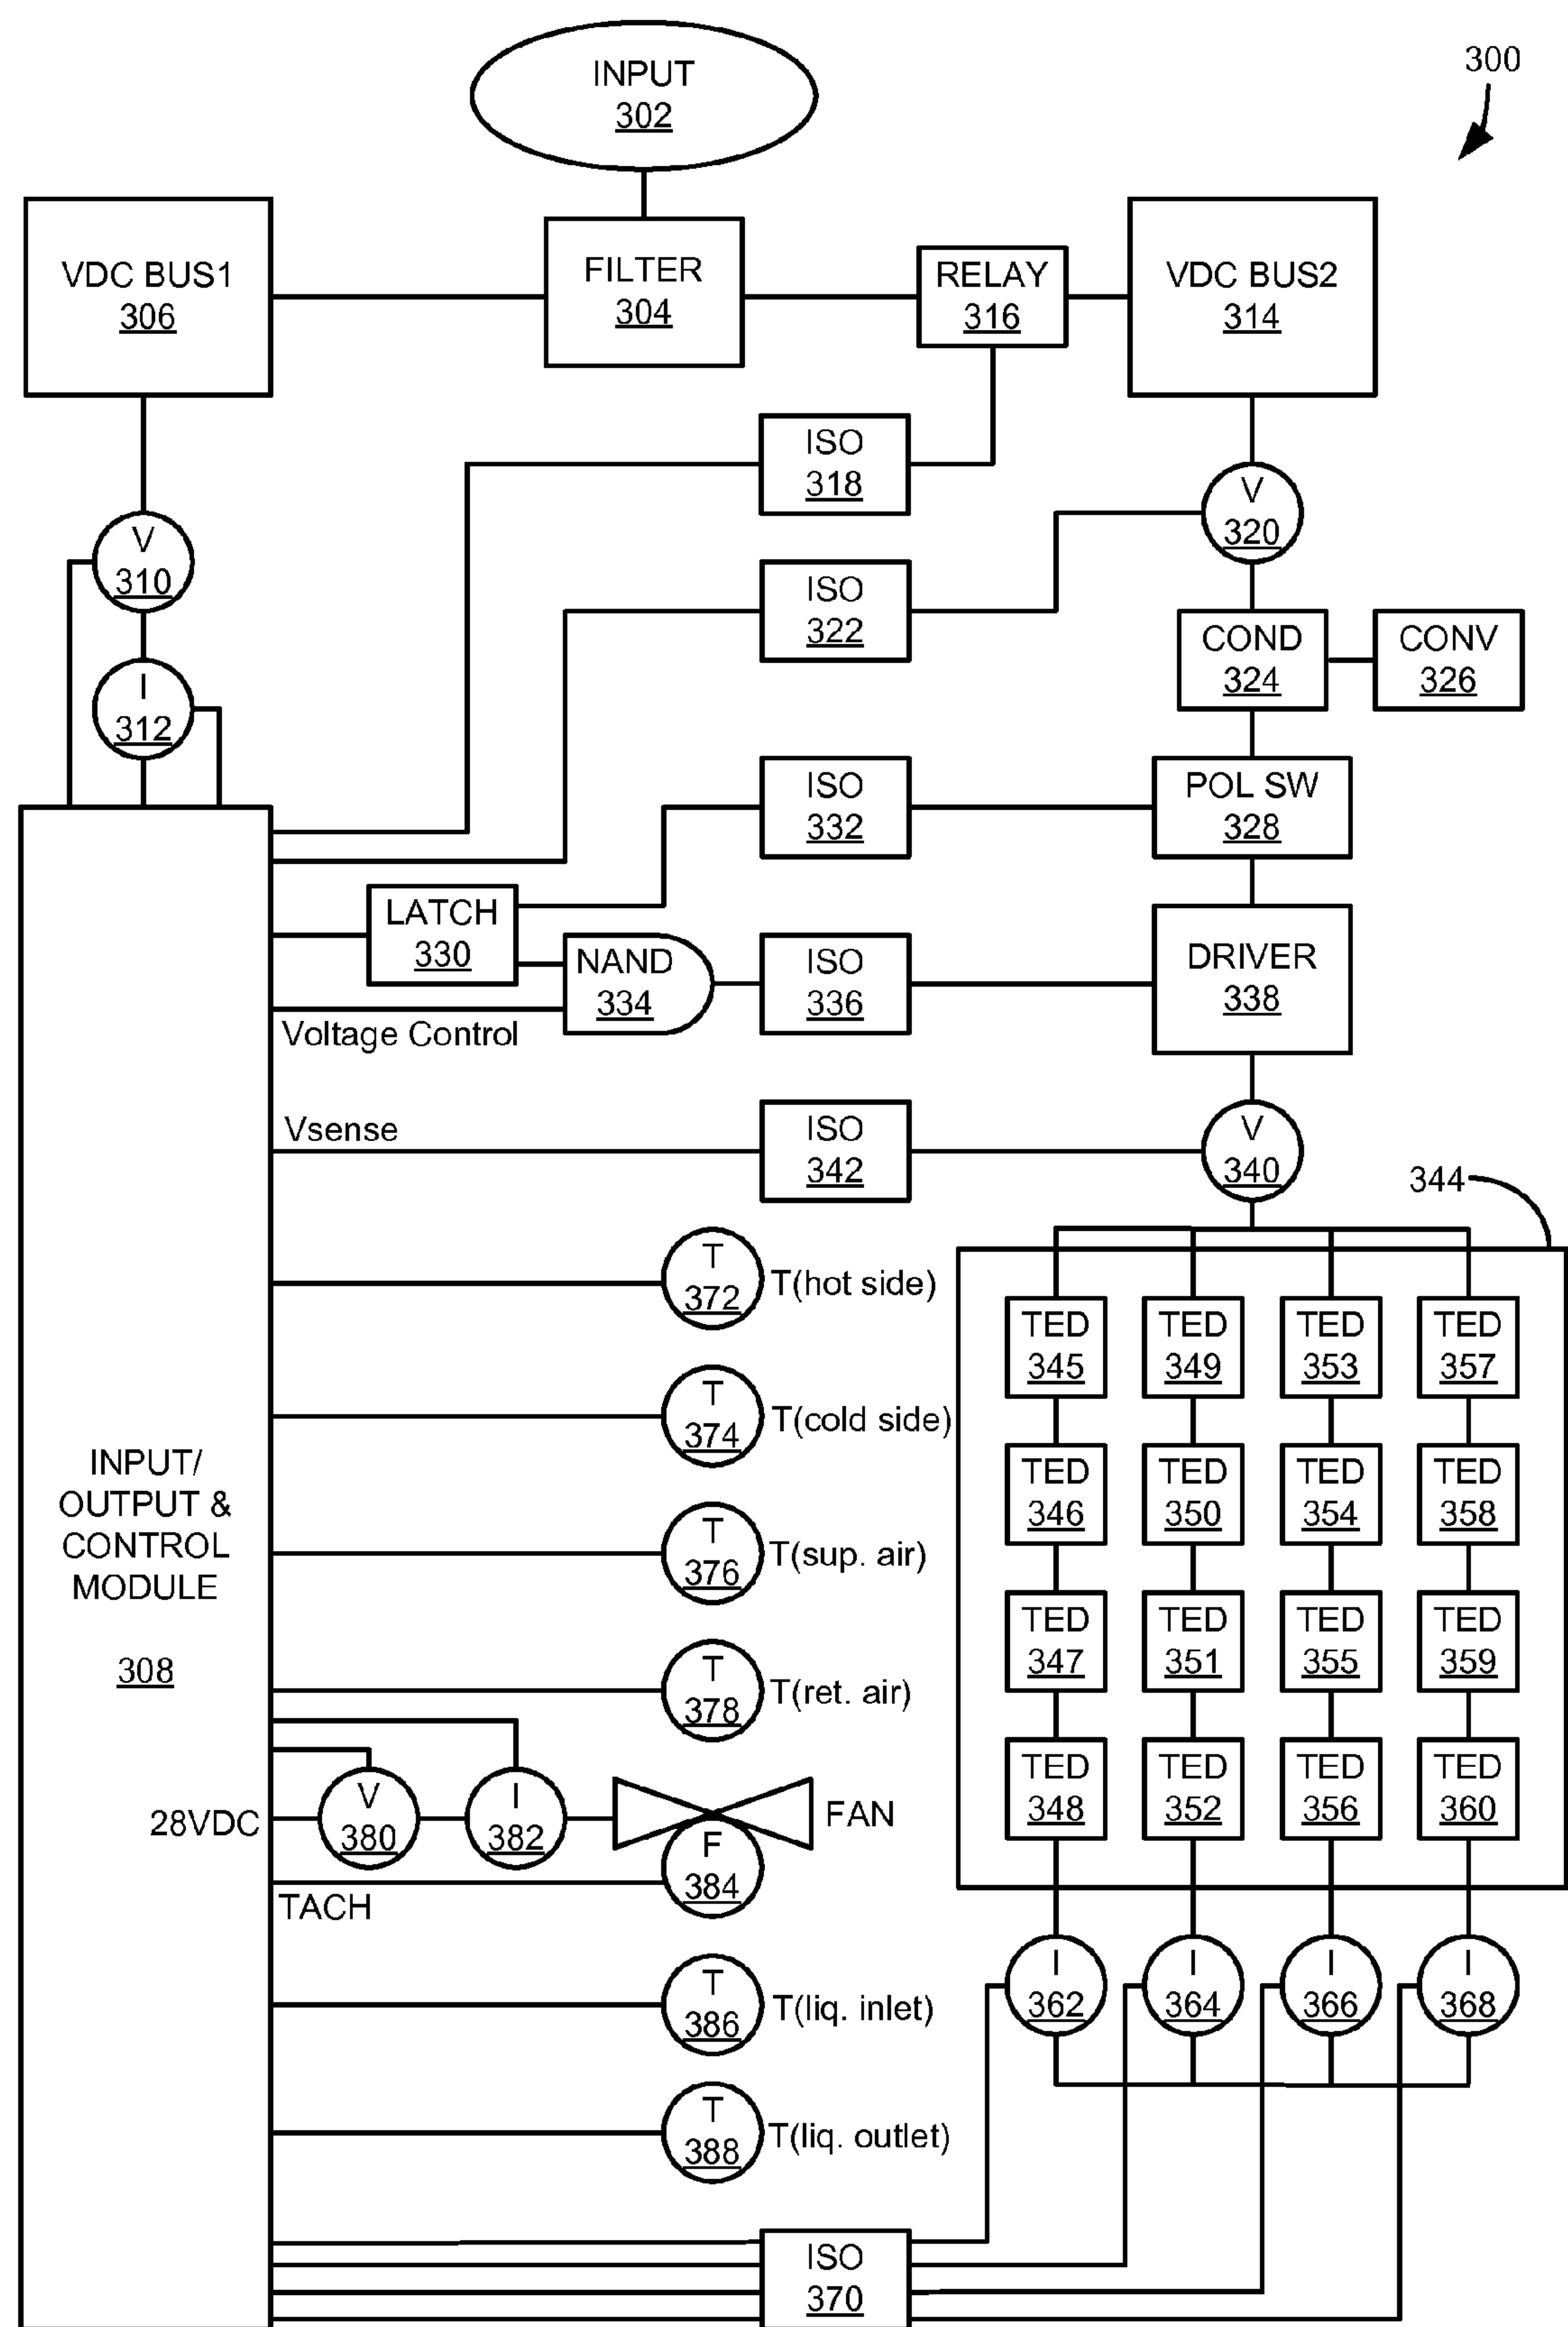 300
INPUT
302
VDC BUS1
306
FILTER
304
RELAY
316
VDC BUS2
314
ISO
318
V
310
V
320
ISO
322
COND
324
CONV
326
I
312
ISO
332
POL SW
328
LATCH
330
NAND
334
ISO
336
DRIVER
338
Voltage Control
Vsense
ISO
342
V
340
344
T
372
T(hot side)
TED
345
TED
349
TED
353
TED
357
T
374
T(cold side)
TED
346
TED
350
TED
354
TED
358
INPUT/
OUTPUT &
CONTROL
MODULE
308
T
376
T(sup. air)
TED
347
TED
351
TED
355
TED
359
T
378
T(ret. air)
TED
348
TED
352
TED
356
TED
360
28VDC
V
380
I
382
FAN
F
384
TACH
I
362
I
364
I
366
I
368
T
386
T(liq. inlet)
T
388
T(liq. outlet)
ISO
370